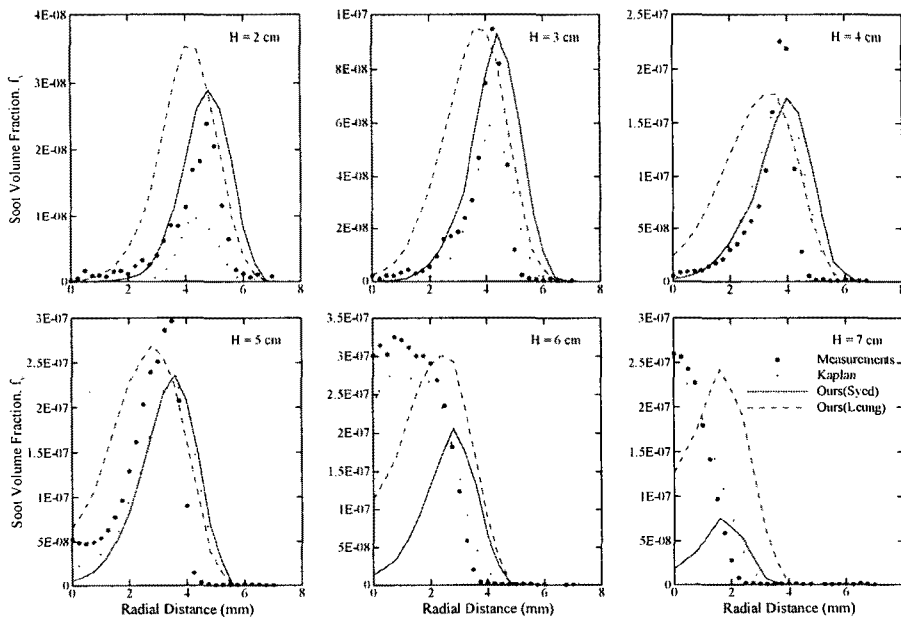 4E-08
3E-08
2E-08
1E-08
0
0 2 4 6 8
H = 2 cm
Soot Volume Fraction, f
1E-07
8E-08
6E-08
4E-08
2E-08
0
0 2 4 6 8
H = 3 cm
2.5E-07
2E-07
1.5E-07
1E-07
5E-08
0
0 2 4 6 8
H = 4 cm
3E-07
2.5E-07
2E-07
1.5E-07
1E-07
5E-08
0
0 2 4 6 8
H = 5 cm
Soot Volume Fraction, f
Radial Distance (mm)
3.5E-07
3E-07
2.5E-07
2E-07
1.5E-07
1E-07
5E-08
0
0 2 4 6 8
H = 6 cm
Radial Distance (mm)
3E-07
2.5E-07
2E-07
1.5E-07
1E-07
5E-08
0
0 2 4 6 8
H = 7 cm
Measurements
Kaplan
Ours(Syed)
Ours(Leung)
Radial Distance (mm)